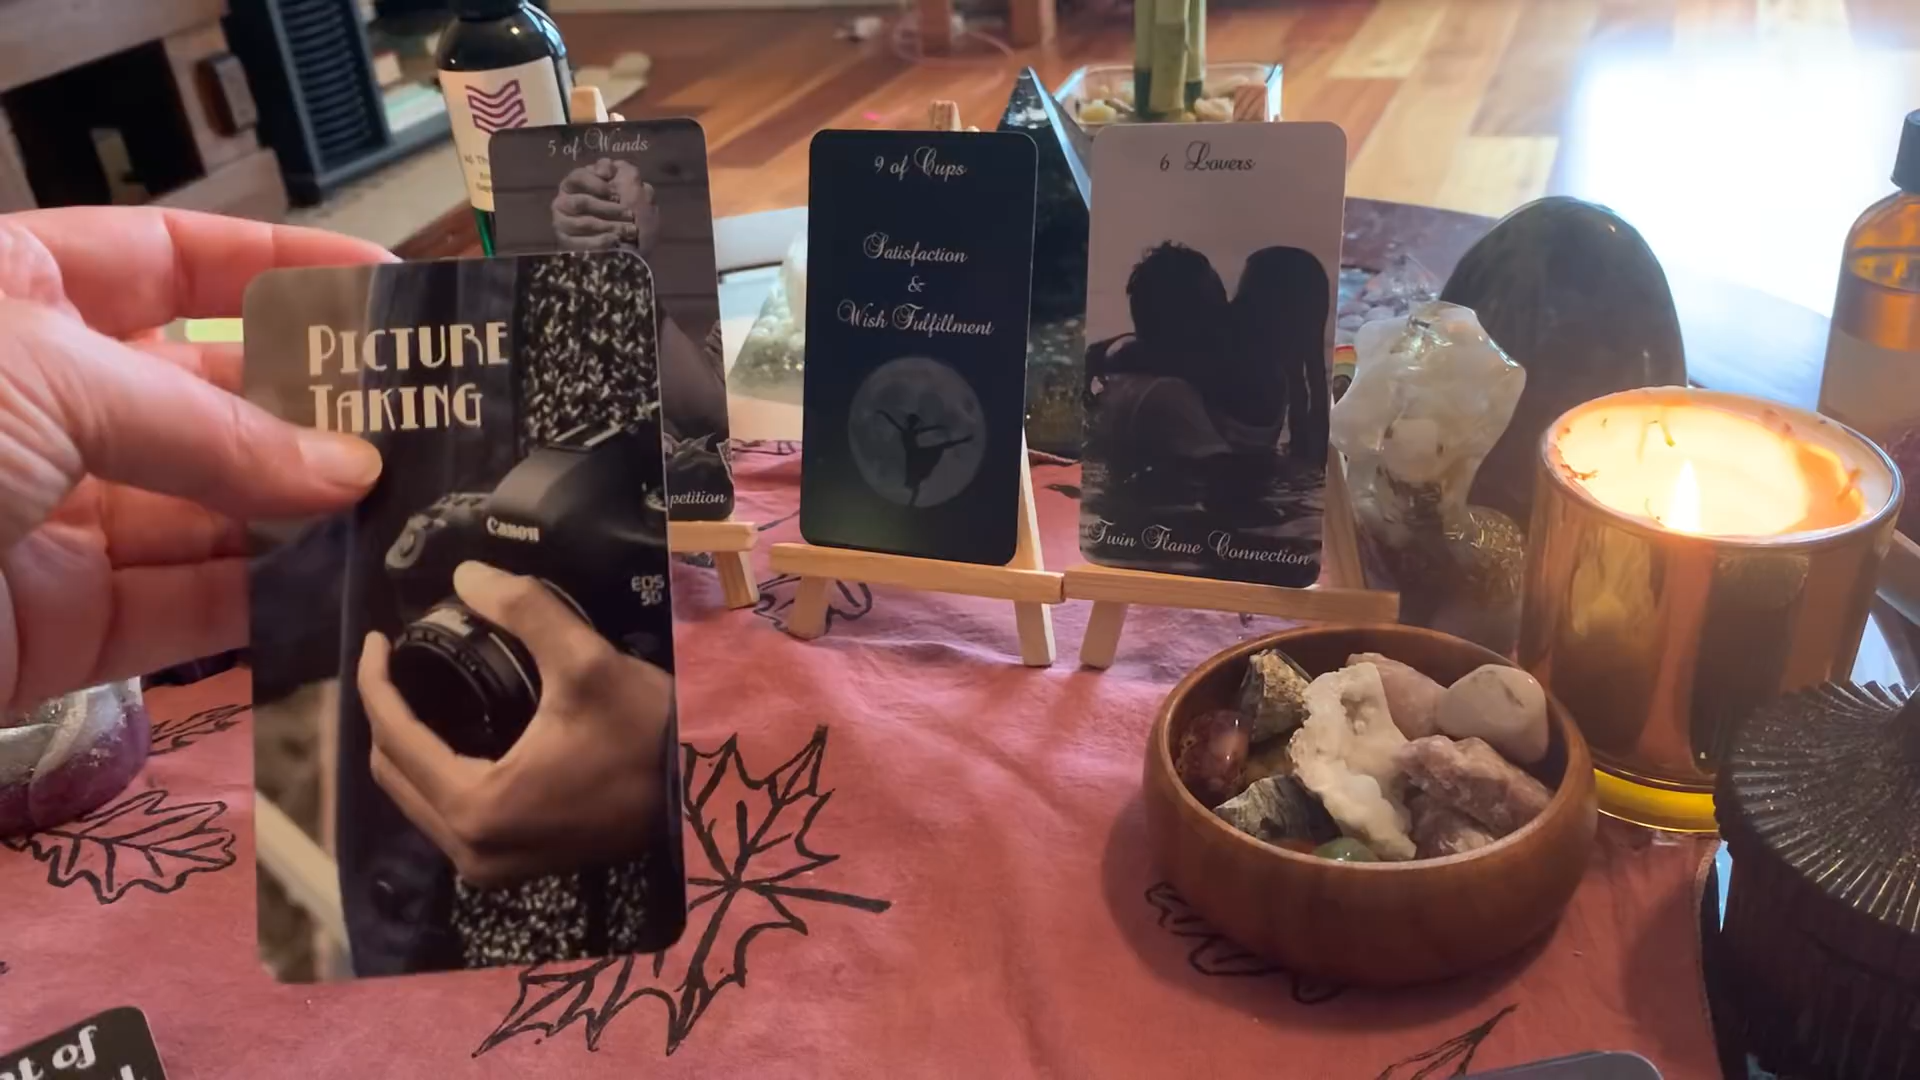 5 of Wands
petition
9 of Cups
Satisfaction
&
Wish Fulfillment
6 Lovers
Twin Flame Connection
PICTURE
TAKING
Canon
EOS
5D
of